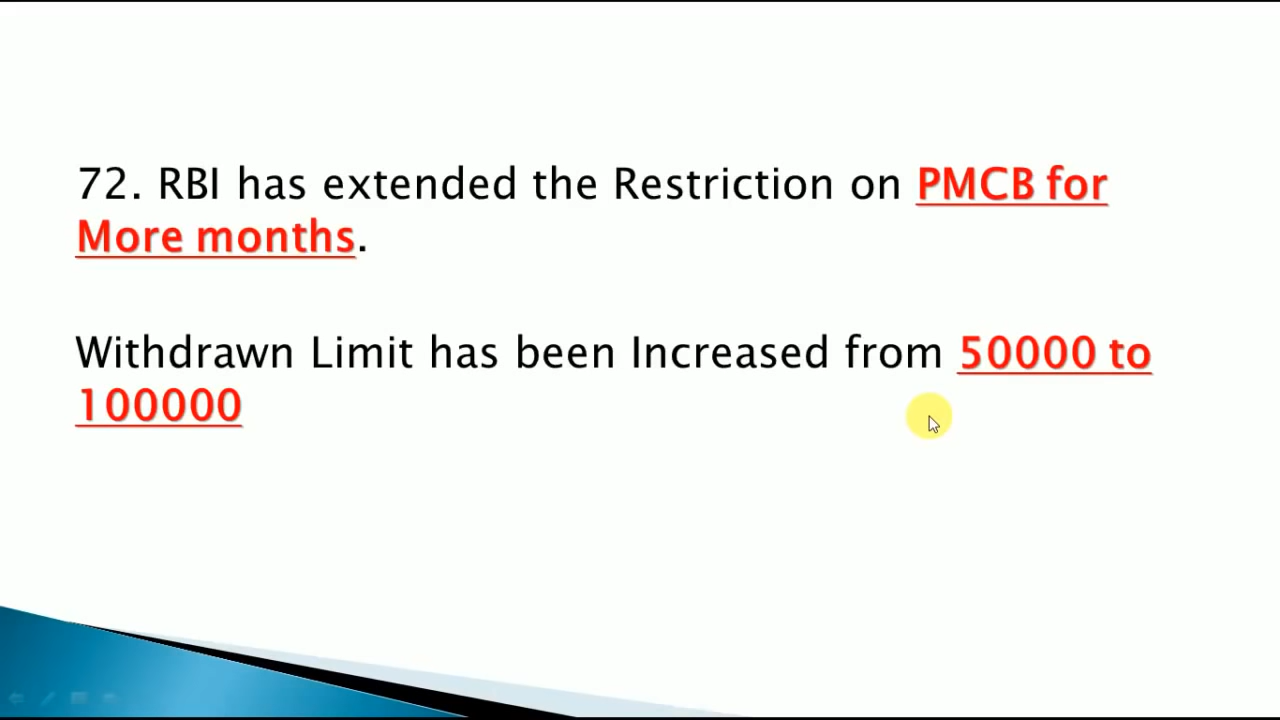 72. RBI has extended the Restriction on PMCB for
More months.
Withdrawn Limit has been Increased from 50000 to
100000